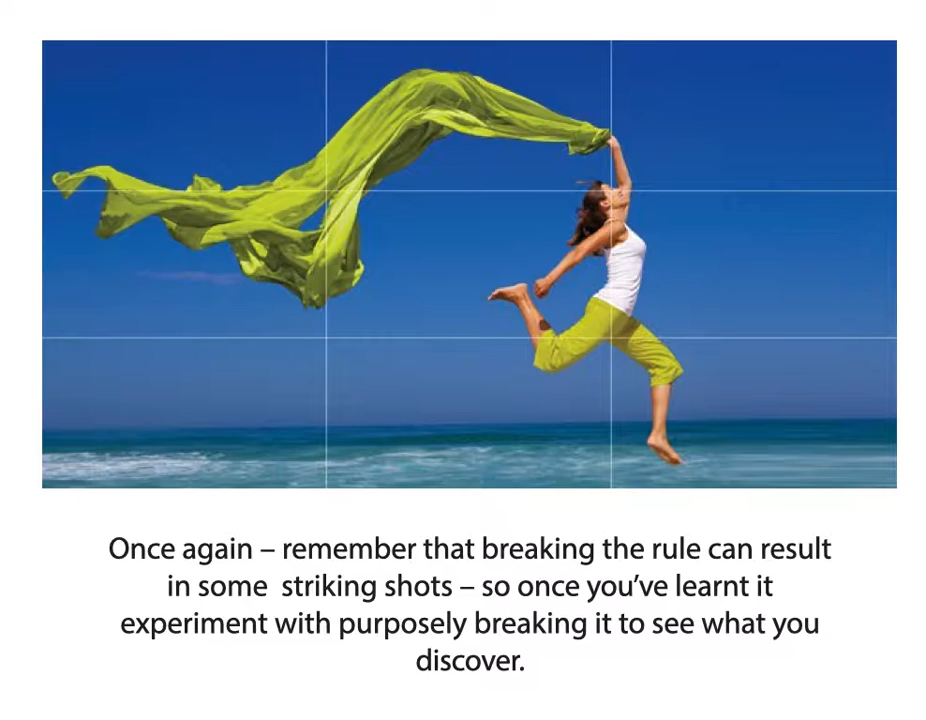 Once again – remember that breaking the rule can result
in some  striking shots – so once you’ve learnt it
experiment with purposely breaking it to see what you
discover.